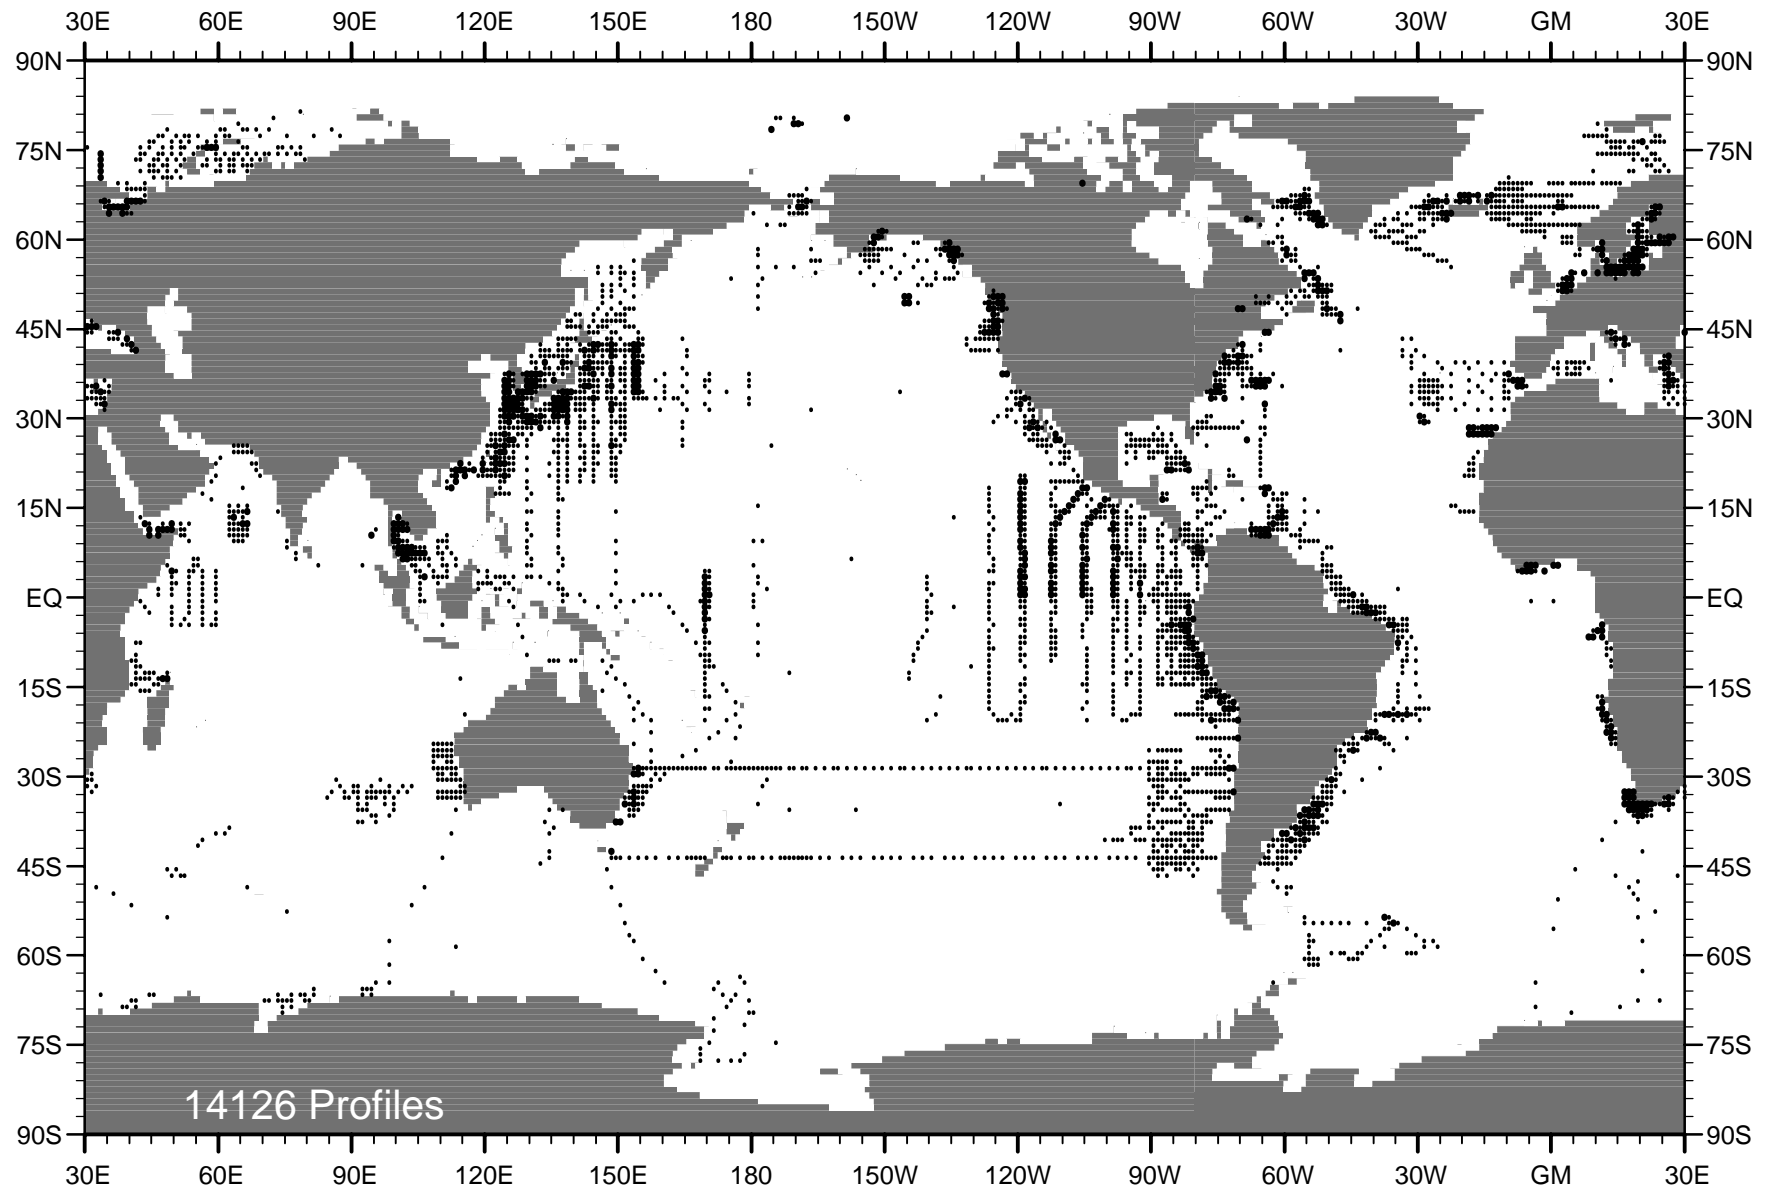 30E 60E 90E 120E 150E 180 150W 120W 90W 60W 30W GM 30E
90N 90N
75N 75N
60N 60N
45N 45N
30N 30N
15N 15N
EQ EQ
15S 15S
30S 30S
45S 45S
60S 60S
75S 75S
14126 Profiles
90S 90S
30E 60E 90E 120E 150E 180 150W 120W 90W 60W 30W GM 30E